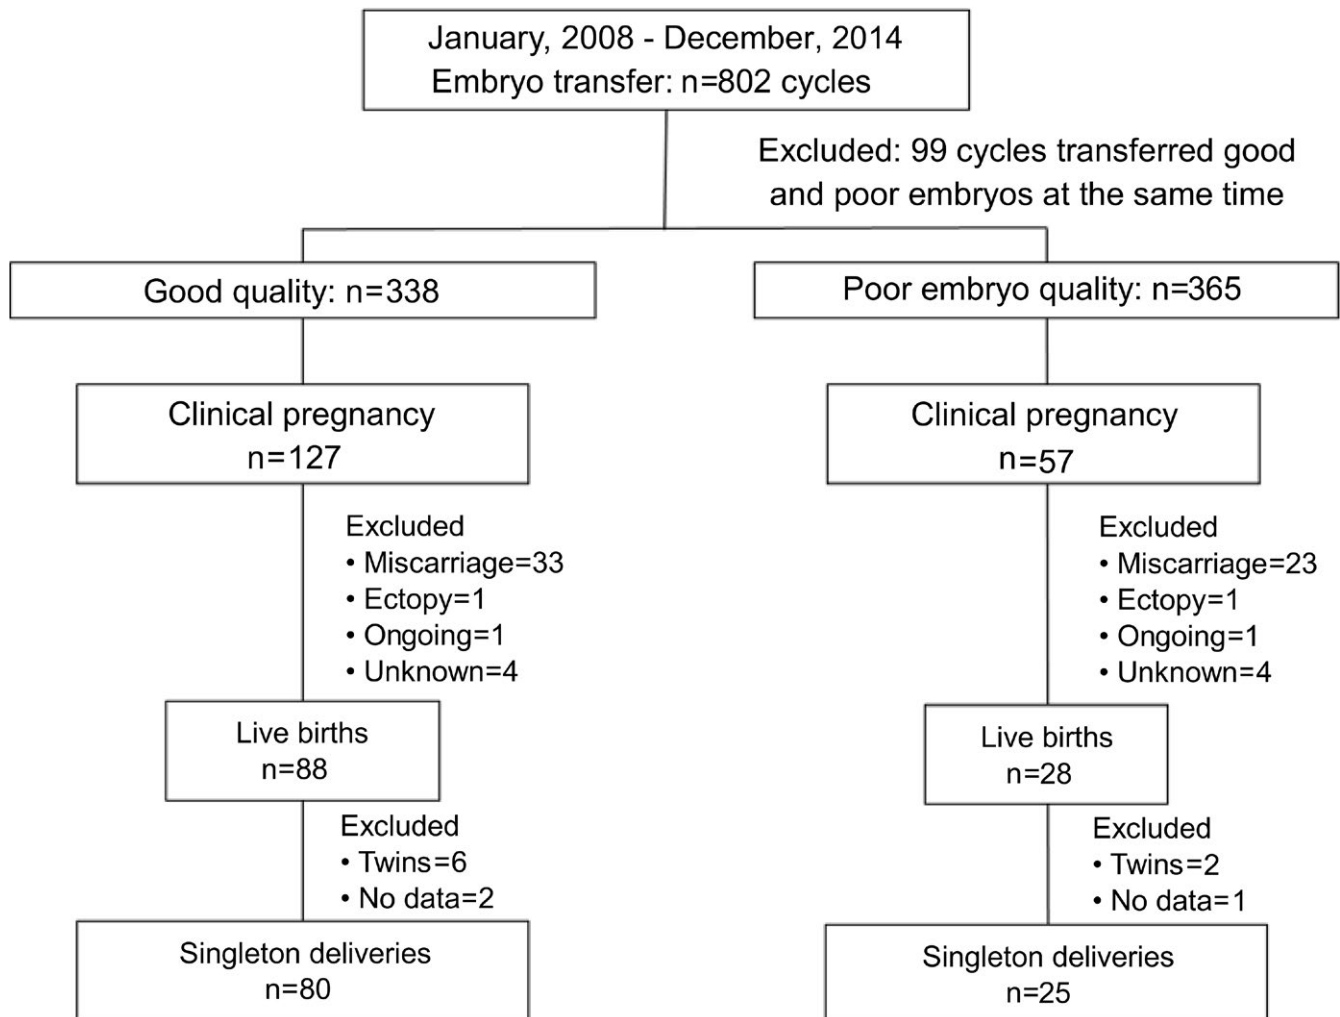 January, 2008 - December, 2014
Embryo transfer: n=802 cycles
Excluded: 99 cycles transferred good
and poor embryos at the same time
Good quality: n=338
Clinical pregnancy
n=127
Excluded
• Miscarriage=33
• Ectopy=1
• Ongoing=1
• Unknown=4
Live births
n=88
Excluded
• Twins=6
• No data=2
Singleton deliveries
n=80
Poor embryo quality: n=365
Clinical pregnancy
n=57
Excluded
• Miscarriage=23
• Ectopy=1
• Ongoing=1
• Unknown=4
Live births
n=28
Excluded
• Twins=2
• No data=1
Singleton deliveries
n=25